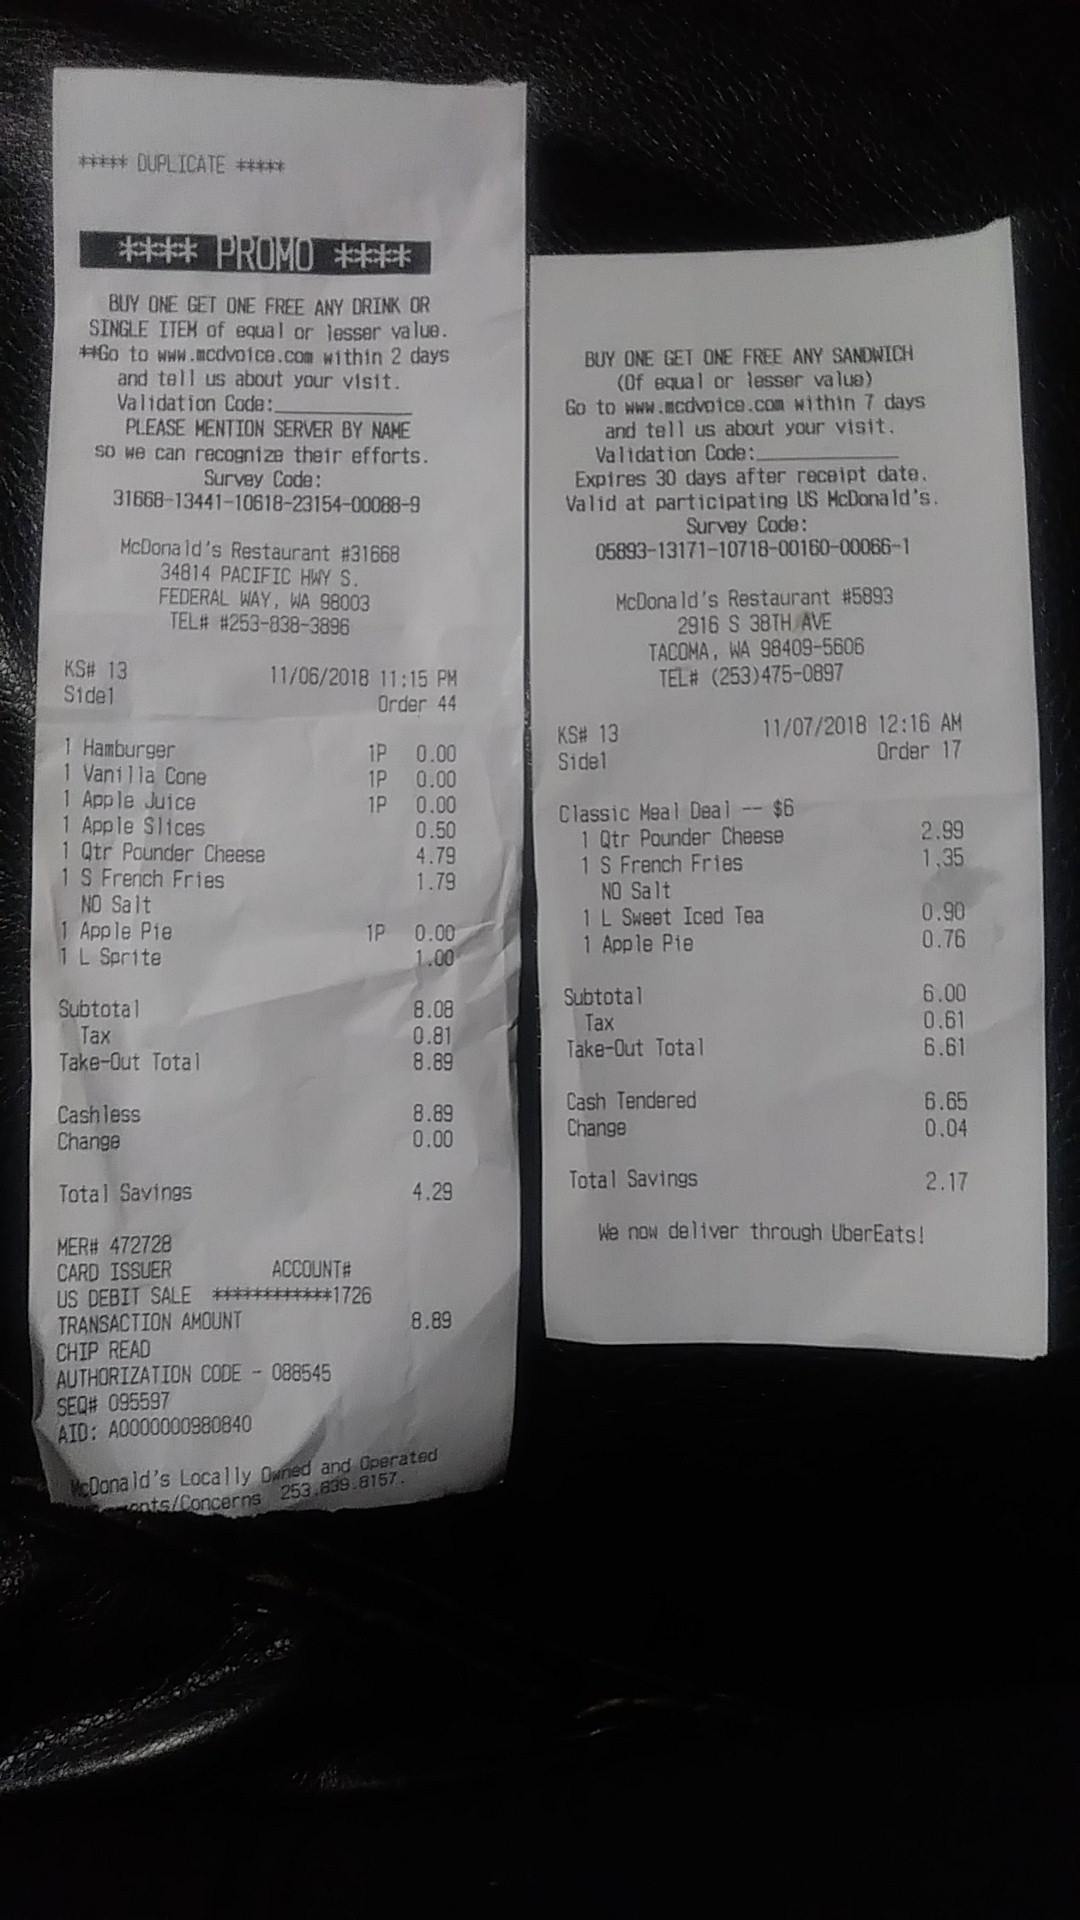 ***** DUPLICATE *****
**** PROMO ****
BUY ONE GET ONE FREE ANY DRINK OR
SINGLE ITEM of equal or lesser value.
**Go to www.mcdvoice.com within 2 days
and tell us about your visit.
Validation Code:____________
PLEASE MENTION SERVER BY NAME
so we can recognize their efforts.
Survey Code:
31668-13441-10618-23154-00088-9
McDonald's Restaurant #31668
34814 PACIFIC HWY S.
FEDERAL WAY, WA 98003
TEL# #253-838-3896
KS# 13 11/06/2018 11:15 PM
Side1 Order 44
1 Hamburger 1P 0.00
1 Vanilla Cone 1P 0.00
1 Apple Juice 1P 0.00
1 Apple Slices 0.50
1 Qtr Pounder Cheese 4.79
1 S French Fries 1.79
NO Salt
1 Apple Pie 1P 0.00
1 L Sprite 1.00
Subtotal 8.08
Tax 0.81
Take-Out Total 8.89
Cashless 8.89
Change 0.00
Total Savings 4.29
MER# 472728
CARD ISSUER ACCOUNT#
US DEBIT SALE ************1726
TRANSACTION AMOUNT 8.89
CHIP READ
AUTHORIZATION CODE - 088545
SEQ# 095597
AID: A0000000980840
McDonald's Locally Owned and Operated
/Concerns 253.839.8157.
BUY ONE GET ONE FREE ANY SANDWICH
(Of equal or lesser value)
Go to www.mcdvoice.com within 7 days
and tell us about your visit.
Validation Code:____________
Expires 30 days after receipt date.
Valid at participating US McDonald's.
Survey Code:
05893-13171-10718-00160-00066-1
McDonald's Restaurant #5893
2916 S 38TH AVE
TACOMA, WA 98409-5606
TEL# (253)475-0897
KS# 13 11/07/2018 12:16 AM
Side1 Order 17
Classic Meal Deal -- $6
1 Qtr Pounder Cheese 2.99
1 S French Fries 1.35
NO Salt
1 L Sweet Iced Tea 0.90
1 Apple Pie 0.76
Subtotal 6.00
Tax 0.61
Take-Out Total 6.61
Cash Tendered 6.65
Change 0.04
Total Savings 2.17
We now deliver through UberEats!